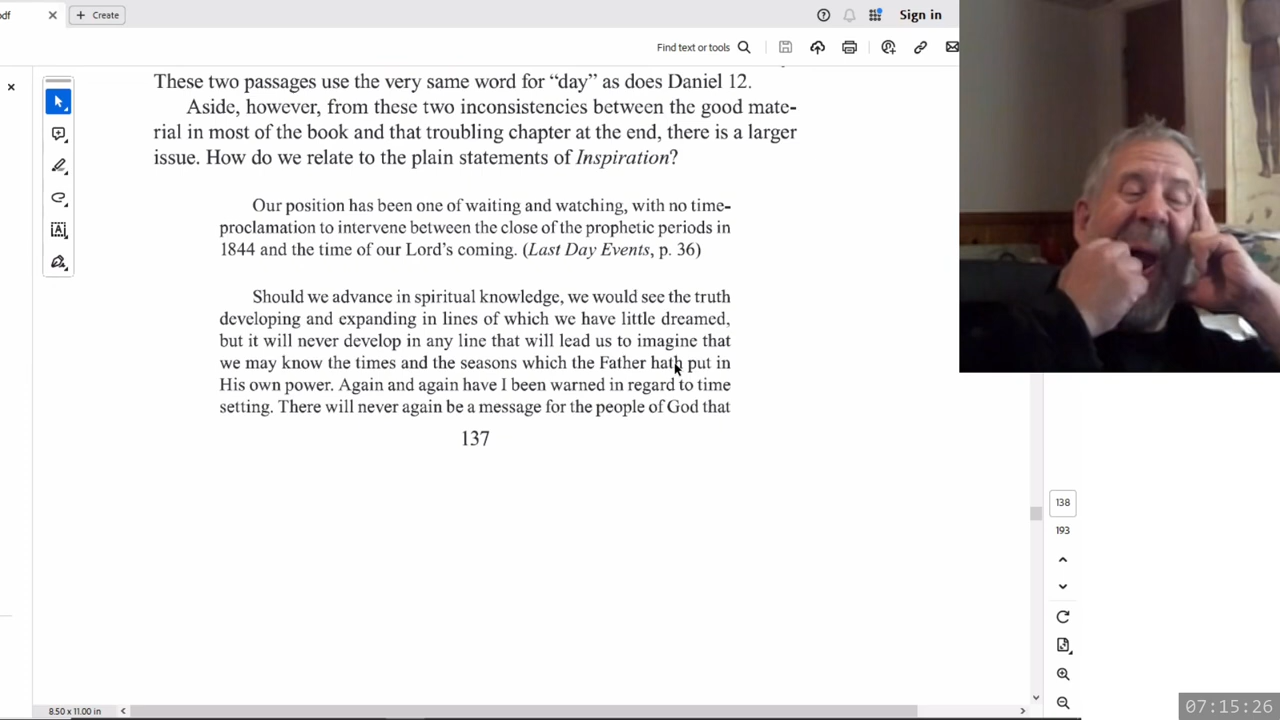 df
Create
Sign in
Find text or tools
These two passages use the very same word for “day” as does Daniel 12.
Aside, however, from these two inconsistencies between the good mate-
rial in most of the book and that troubling chapter at the end, there is a larger
issue. How do we relate to the plain statements of Inspiration?
Our position has been one of waiting and watching, with no time-
proclamation to intervene between the close of the prophetic periods in
1844 and the time of our Lord’s coming. (Last Day Events, p. 36)
Should we advance in spiritual knowledge, we would see the truth
developing and expanding in lines of which we have little dreamed,
but it will never develop in any line that will lead us to imagine that
we may know the times and the seasons which the Father hath put in
His own power. Again and again have I been warned in regard to time
setting. There will never again be a message for the people of God that
137
138
193
8.50 x 11.00 in
07:15:26